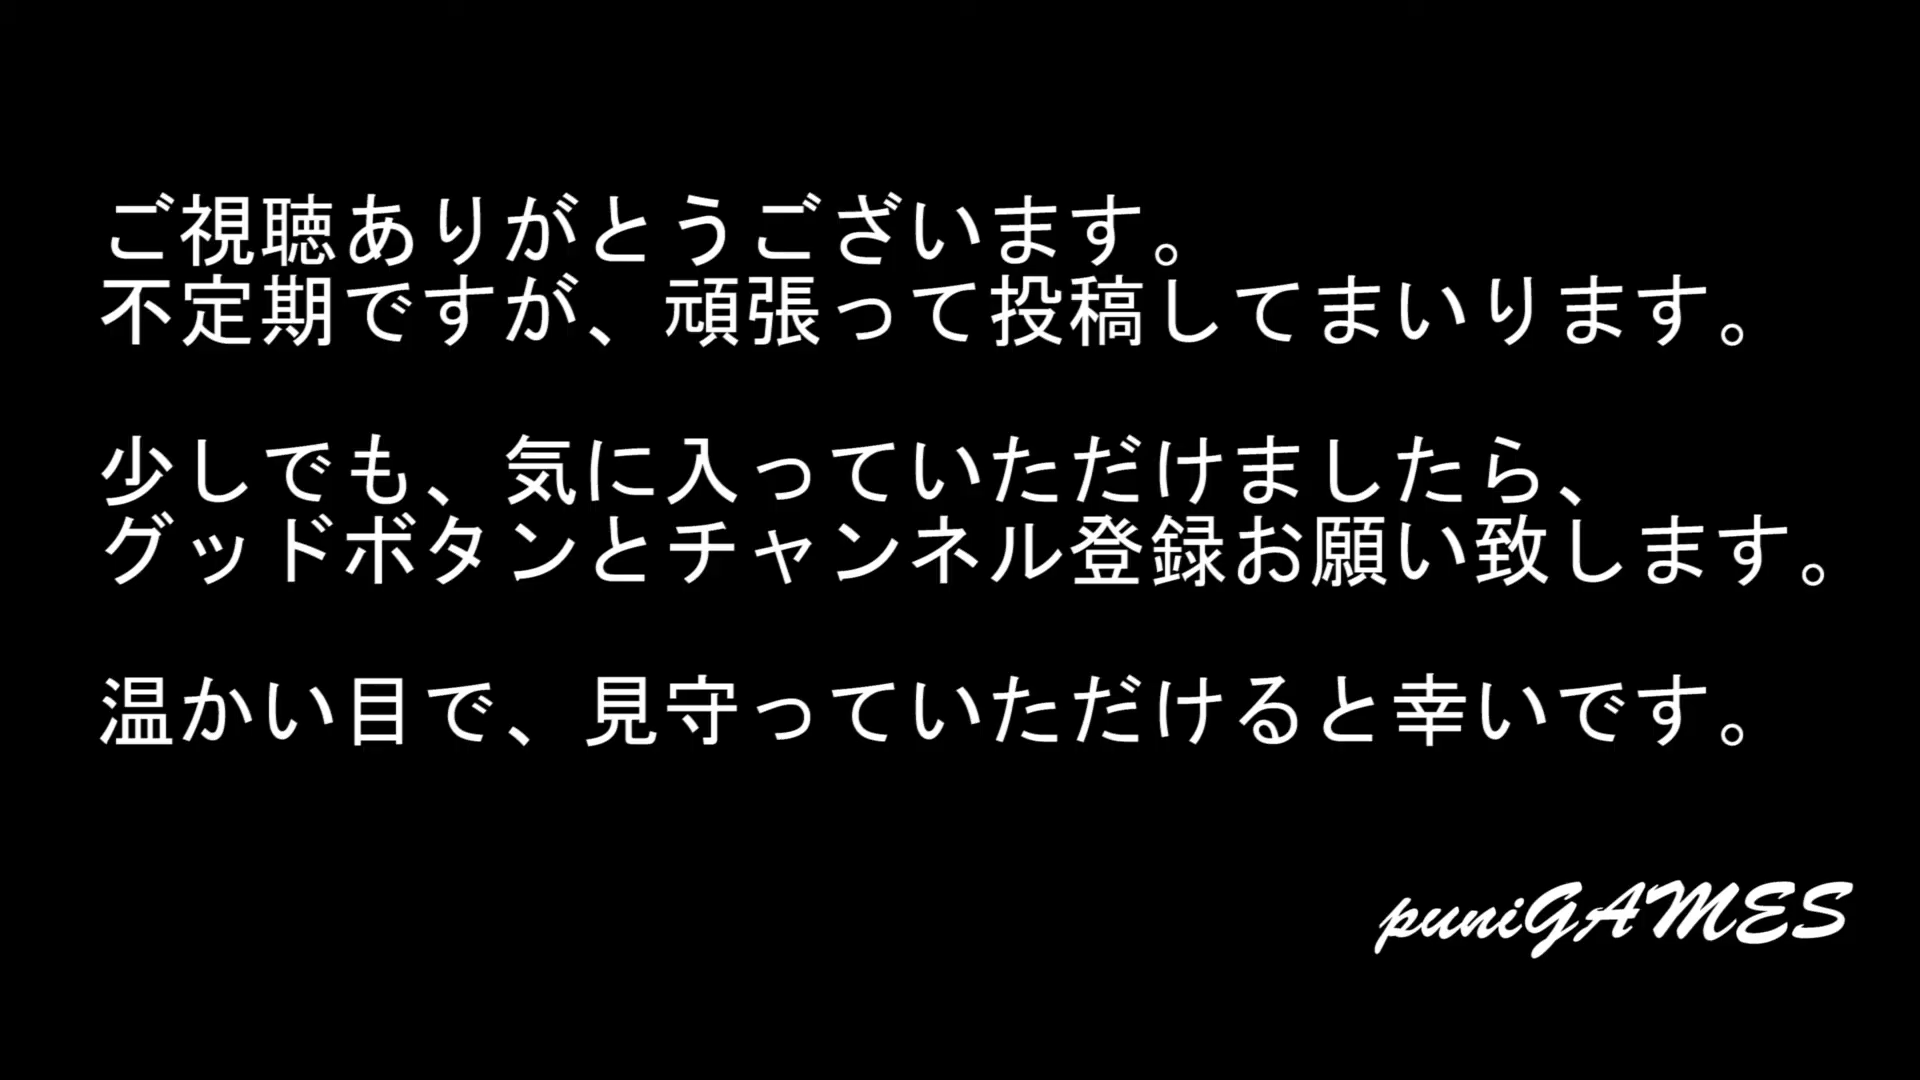 ご視聴ありがとうございます。
不定期ですが、頑張って投稿してまいります。
少しでも、気に入っていただけましたら、
グッドボタンとチャンネル登録お願い致します。
温かい目で、見守っていただけると幸いです。
puniGAMES